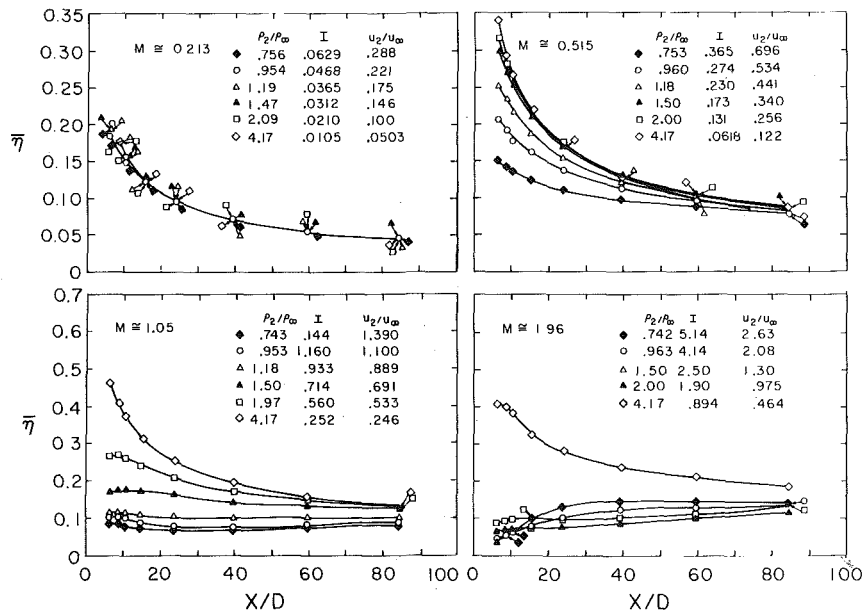 0.35
0.30
0.25
0.20
0.15
0.10
0.05
0
η̄
M ≅ 0.213
ρ₂/ρ∞ I u₂/u∞
.756 .0629 .288
.954 .0468 .221
1.19 .0365 .175
1.47 .0312 .146
2.09 .0210 .100
4.17 .0105 .0503
M ≅ 0.515
ρ₂/ρ∞ I u₂/u∞
.753 .365 .696
.960 .274 .534
1.18 .230 .441
1.50 .173 .340
2.00 .131 .256
4.17 .0618 .122
0.7
0.6
0.5
0.4
0.3
0.2
0.1
0
η̄
M ≅ 1.05
ρ₂/ρ∞ I u₂/u∞
.743 .144 1.390
.953 1.160 1.100
1.18 .933 .889
1.50 .714 .691
1.97 .560 .533
4.17 .252 .246
0 20 40 60 80 100
X/D
M ≅ 1.96
ρ₂/ρ∞ I u₂/u∞
.742 5.14 2.63
.963 4.14 2.08
1.50 2.50 1.30
2.00 1.90 .975
4.17 .894 .464
0 20 40 60 80 100
X/D